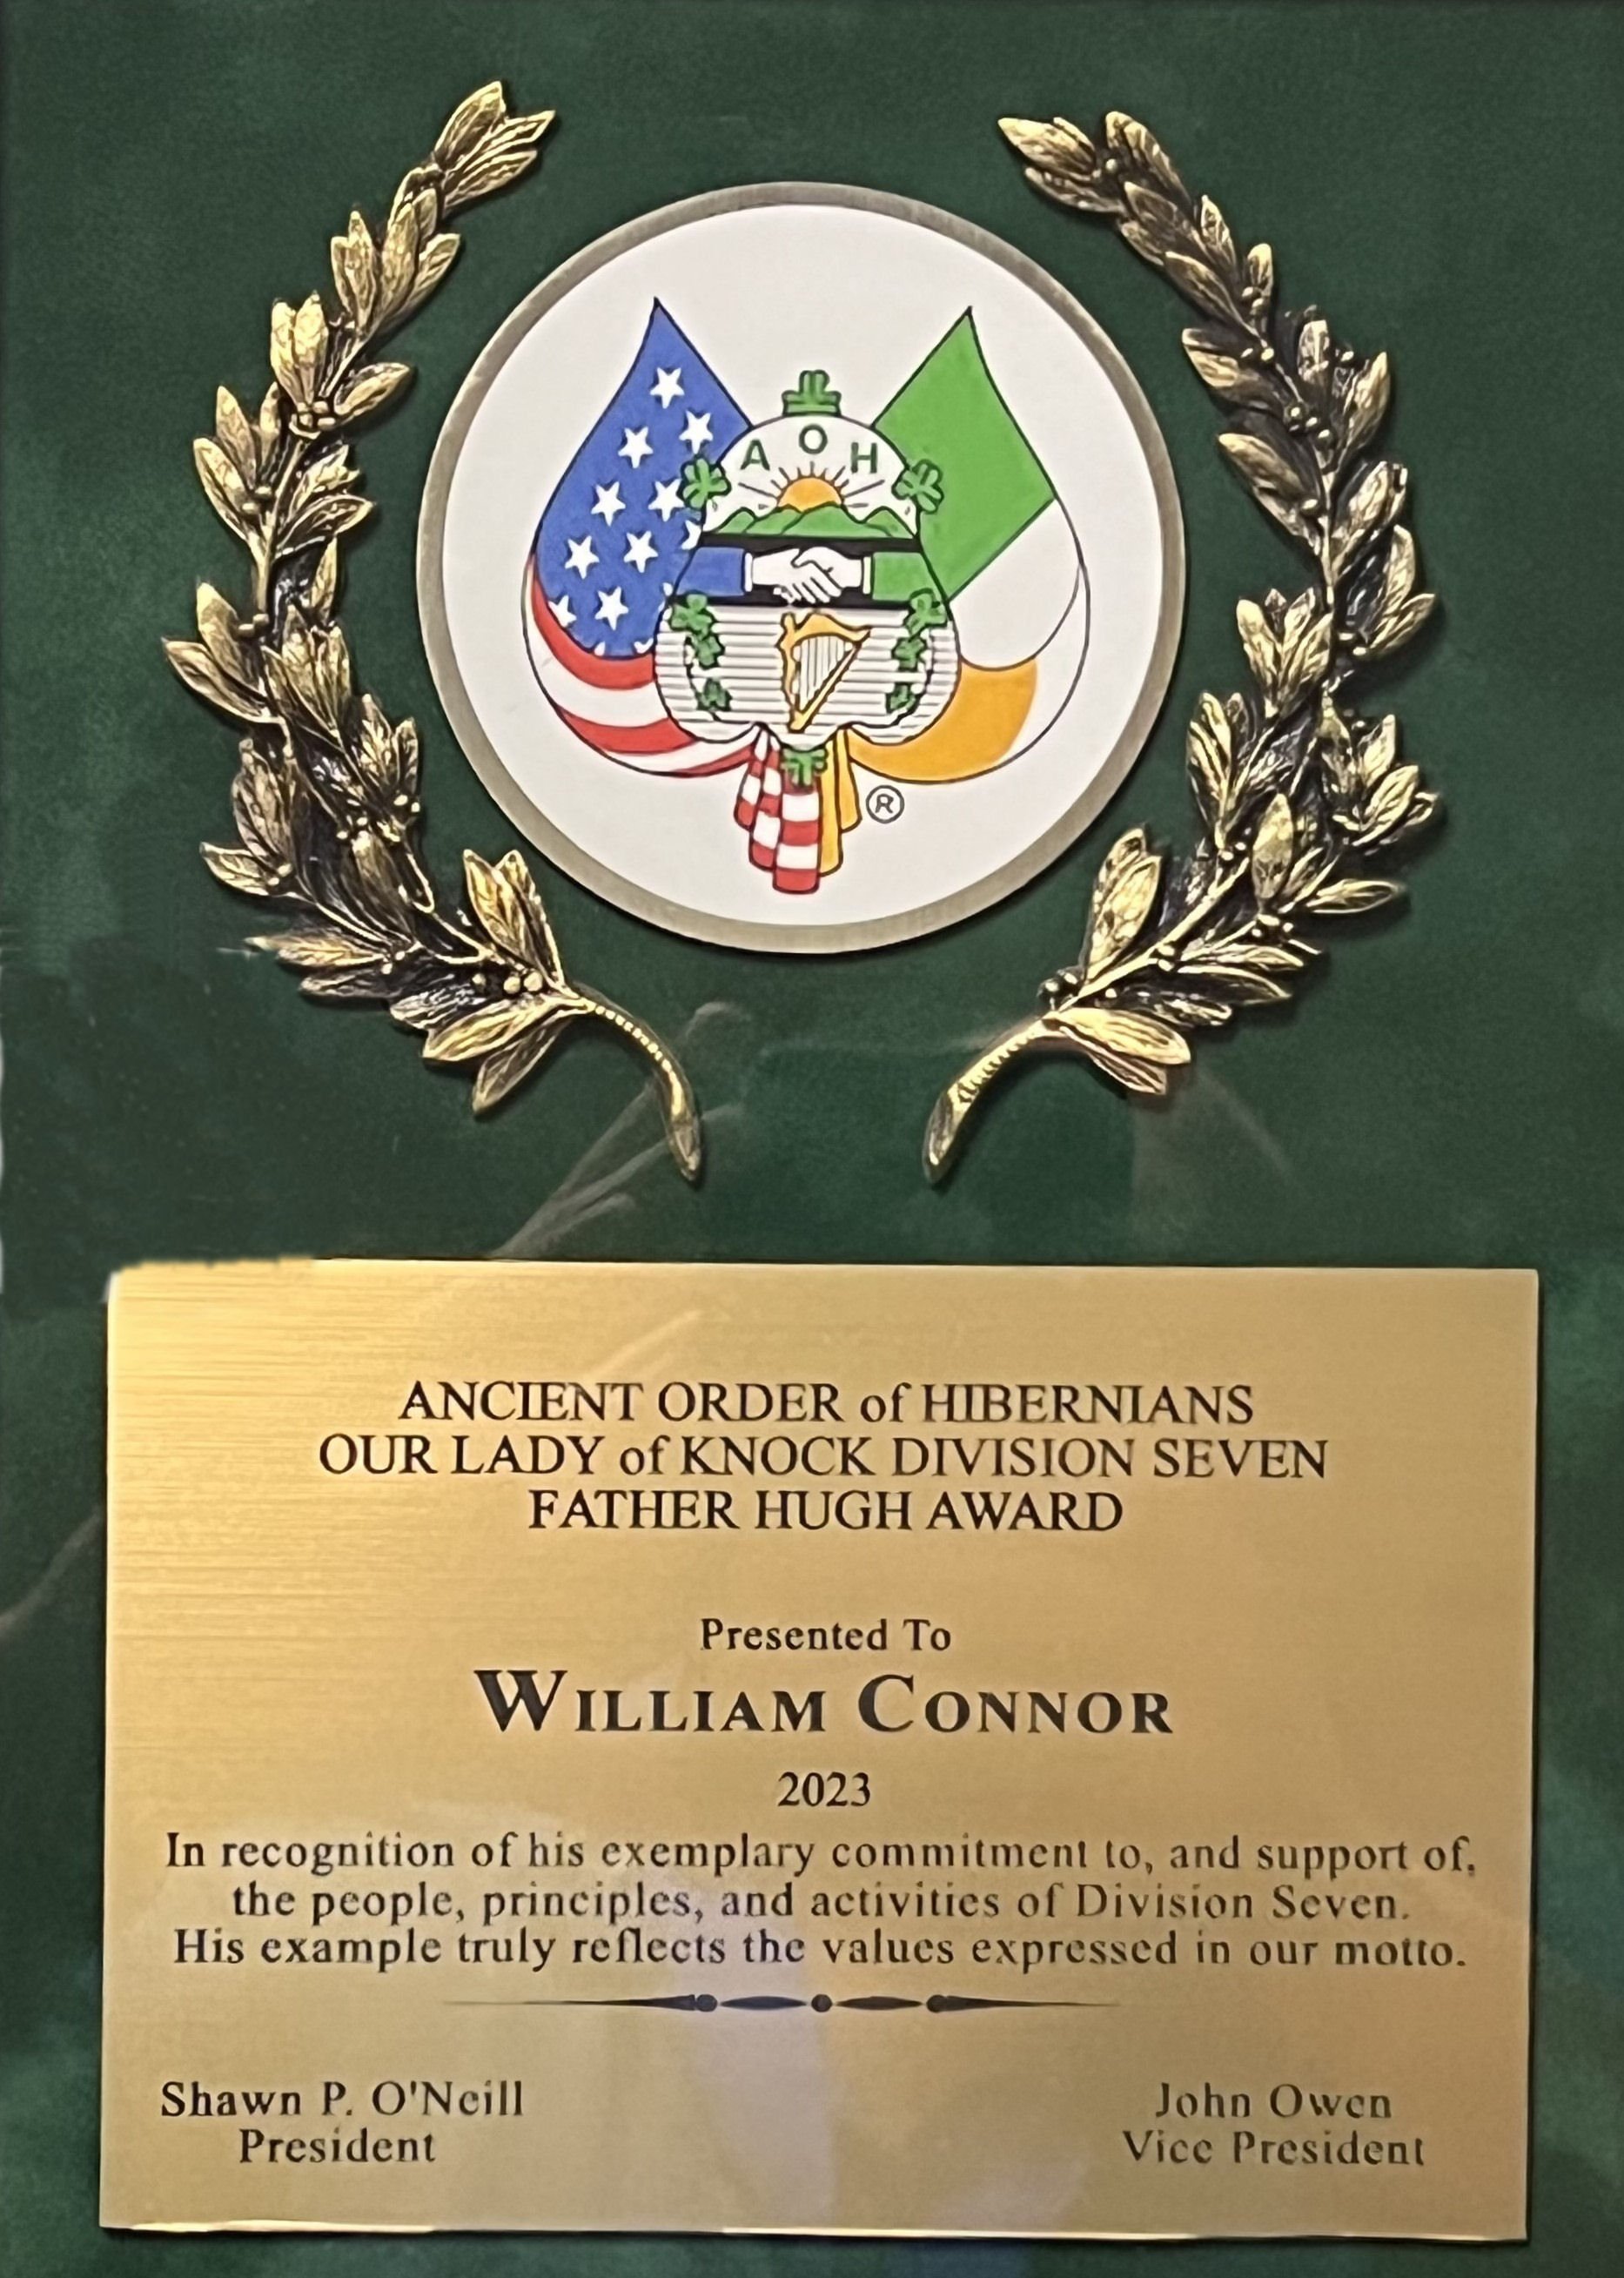 A O H
®
ANCIENT ORDER of HIBERNIANS
OUR LADY of KNOCK DIVISION SEVEN
FATHER HUGH AWARD
Presented To
WILLIAM CONNOR
2023
In recognition of his exemplary commitment to, and support of,
the people, principles, and activities of Division Seven.
His example truly reflects the values expressed in our motto.
Shawn P. O'Neill John Owen
President Vice President